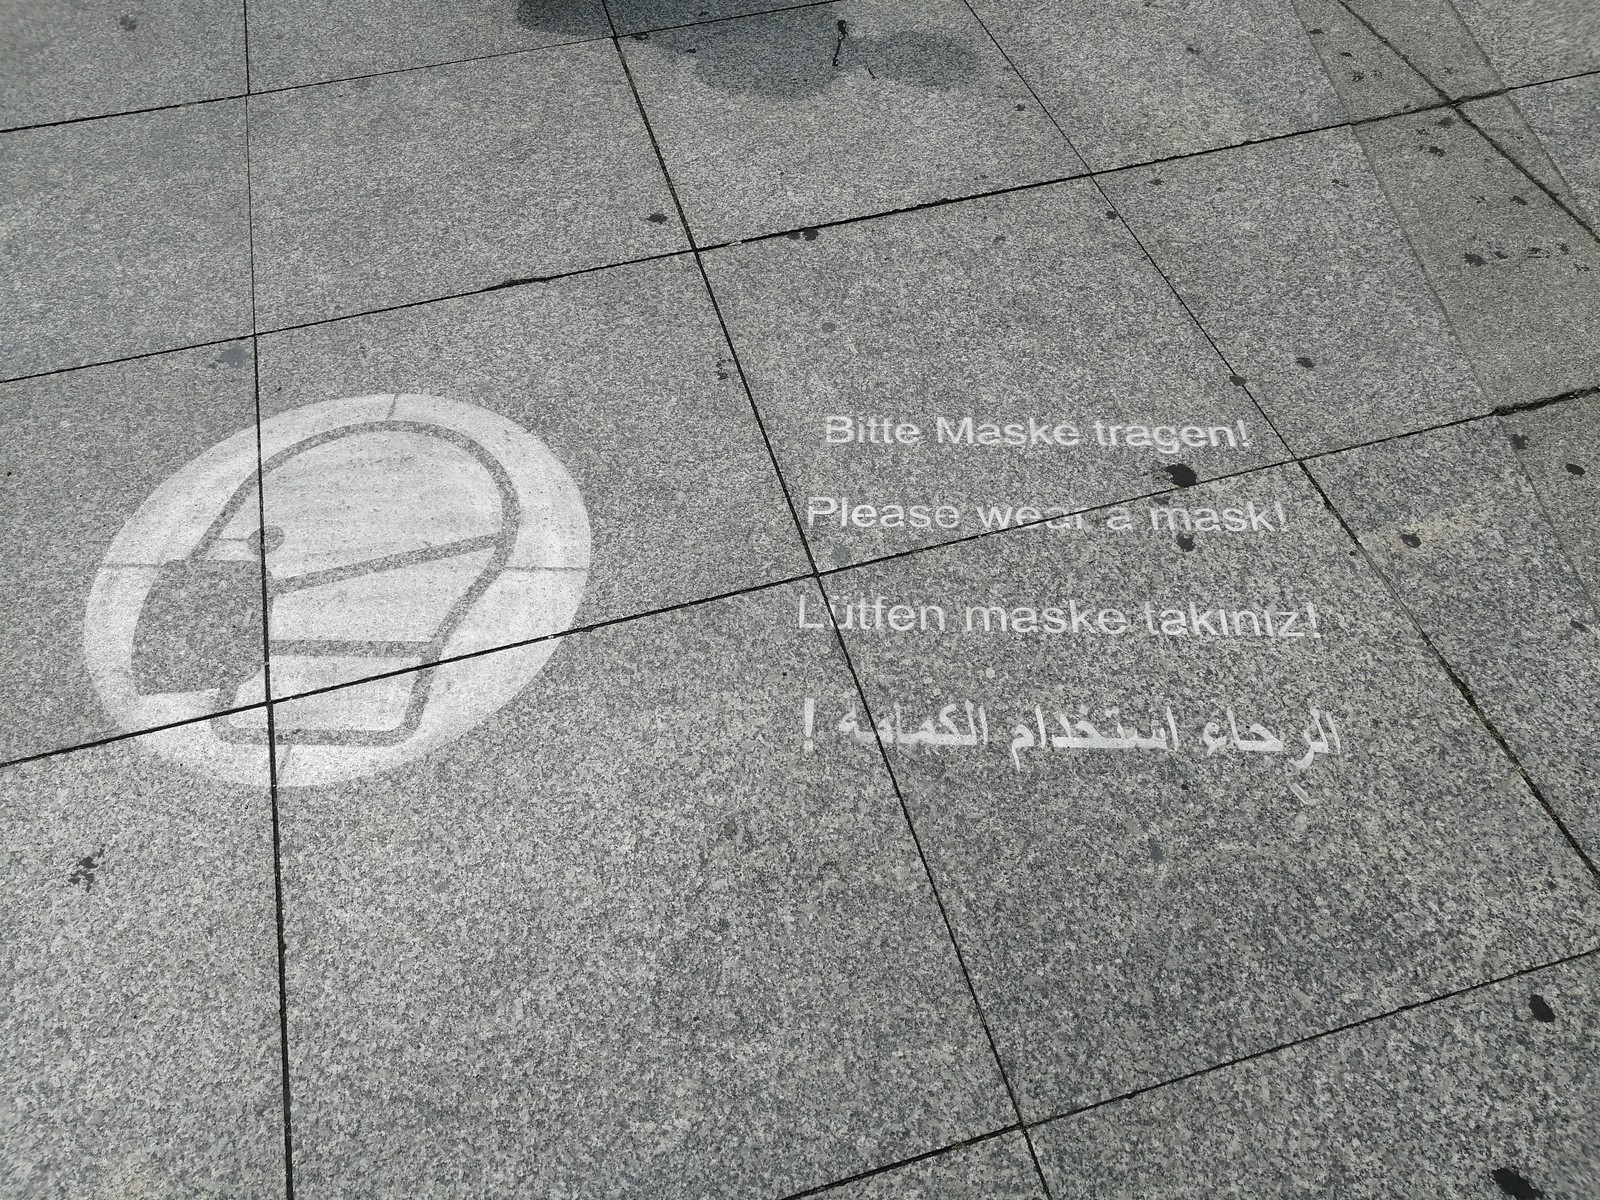 Bitte Maske tragen!
Please wear a mask!
Lütfen maske takınız!
الرجاء استخدام الكمامة !